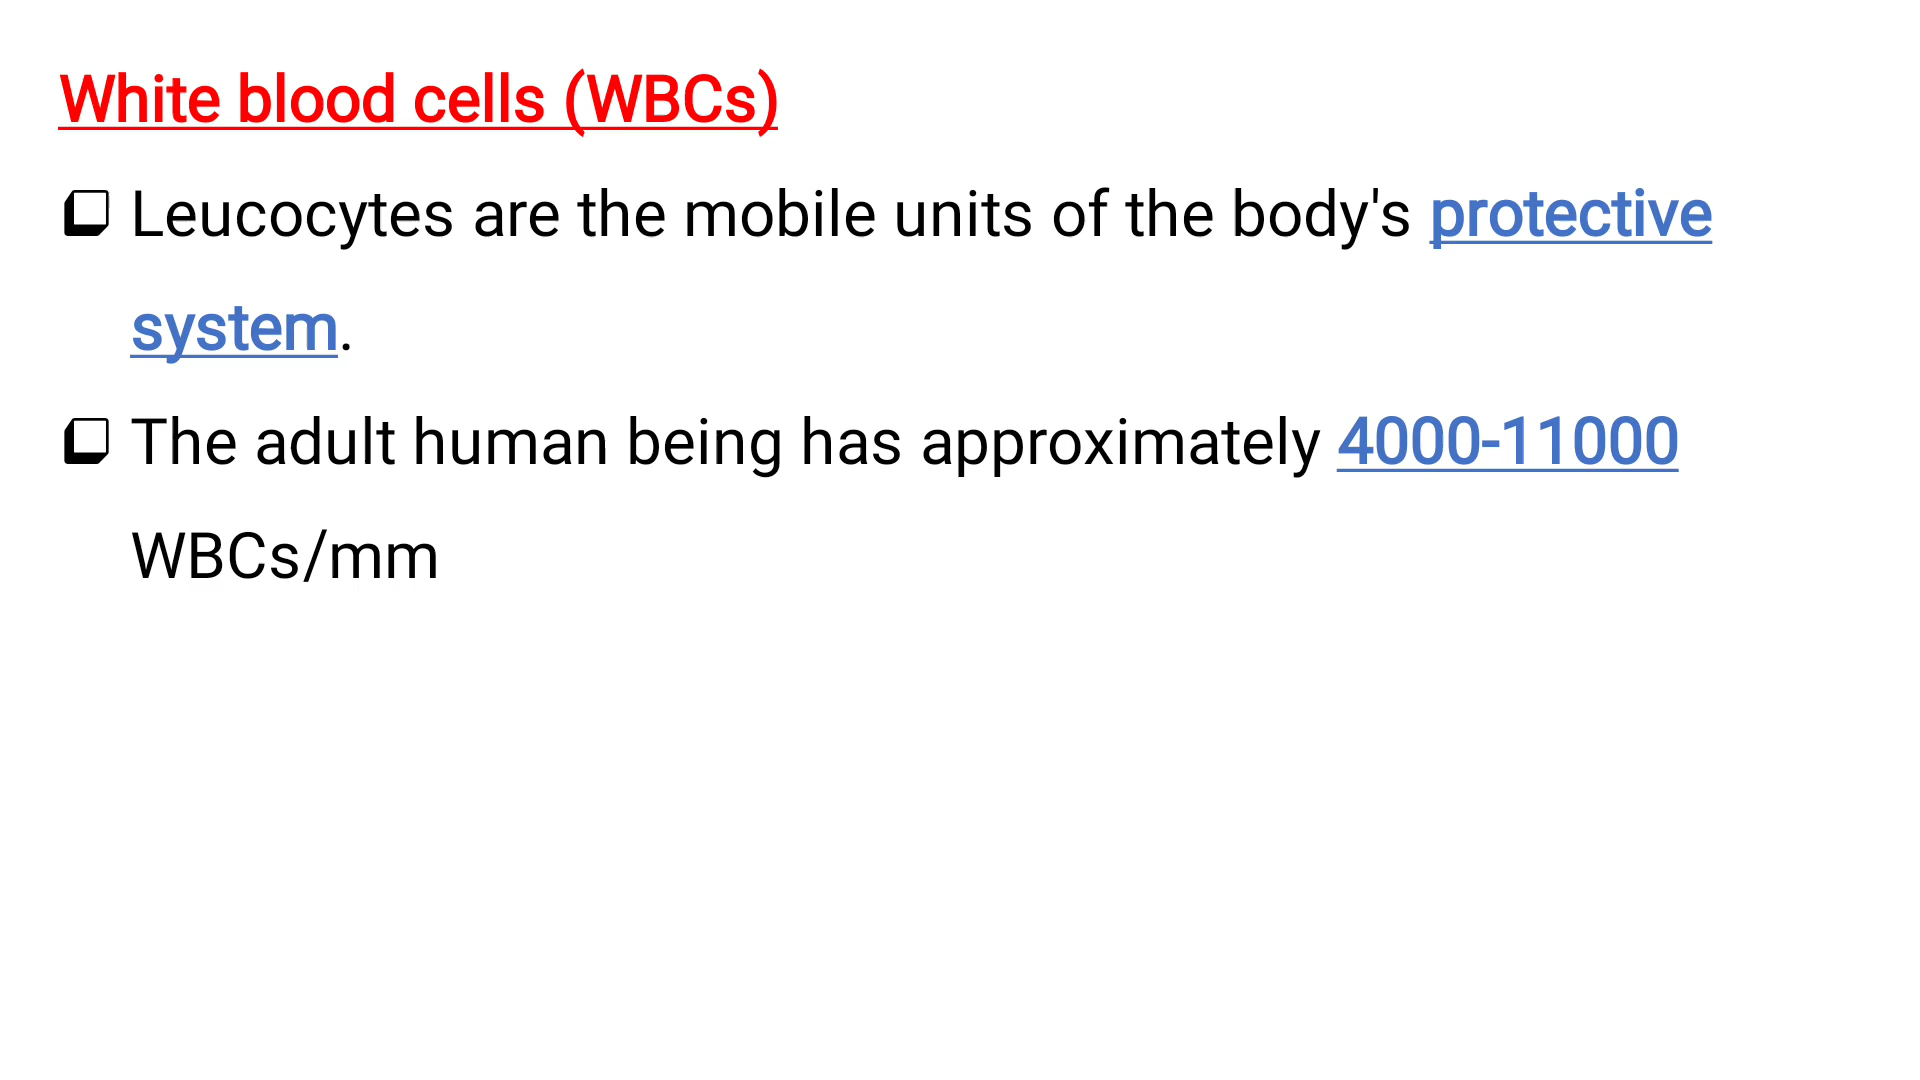 White blood cells (WBCs)
❑ Leucocytes are the mobile units of the body's protective
system.
❑ The adult human being has approximately 4000-11000
WBCs/mm